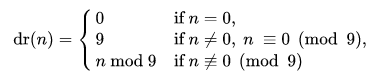 dr(n) = { 0 if n = 0,
9 if n ≠ 0, n ≡ 0 (mod 9),
n mod 9 if n ≢ 0 (mod 9)